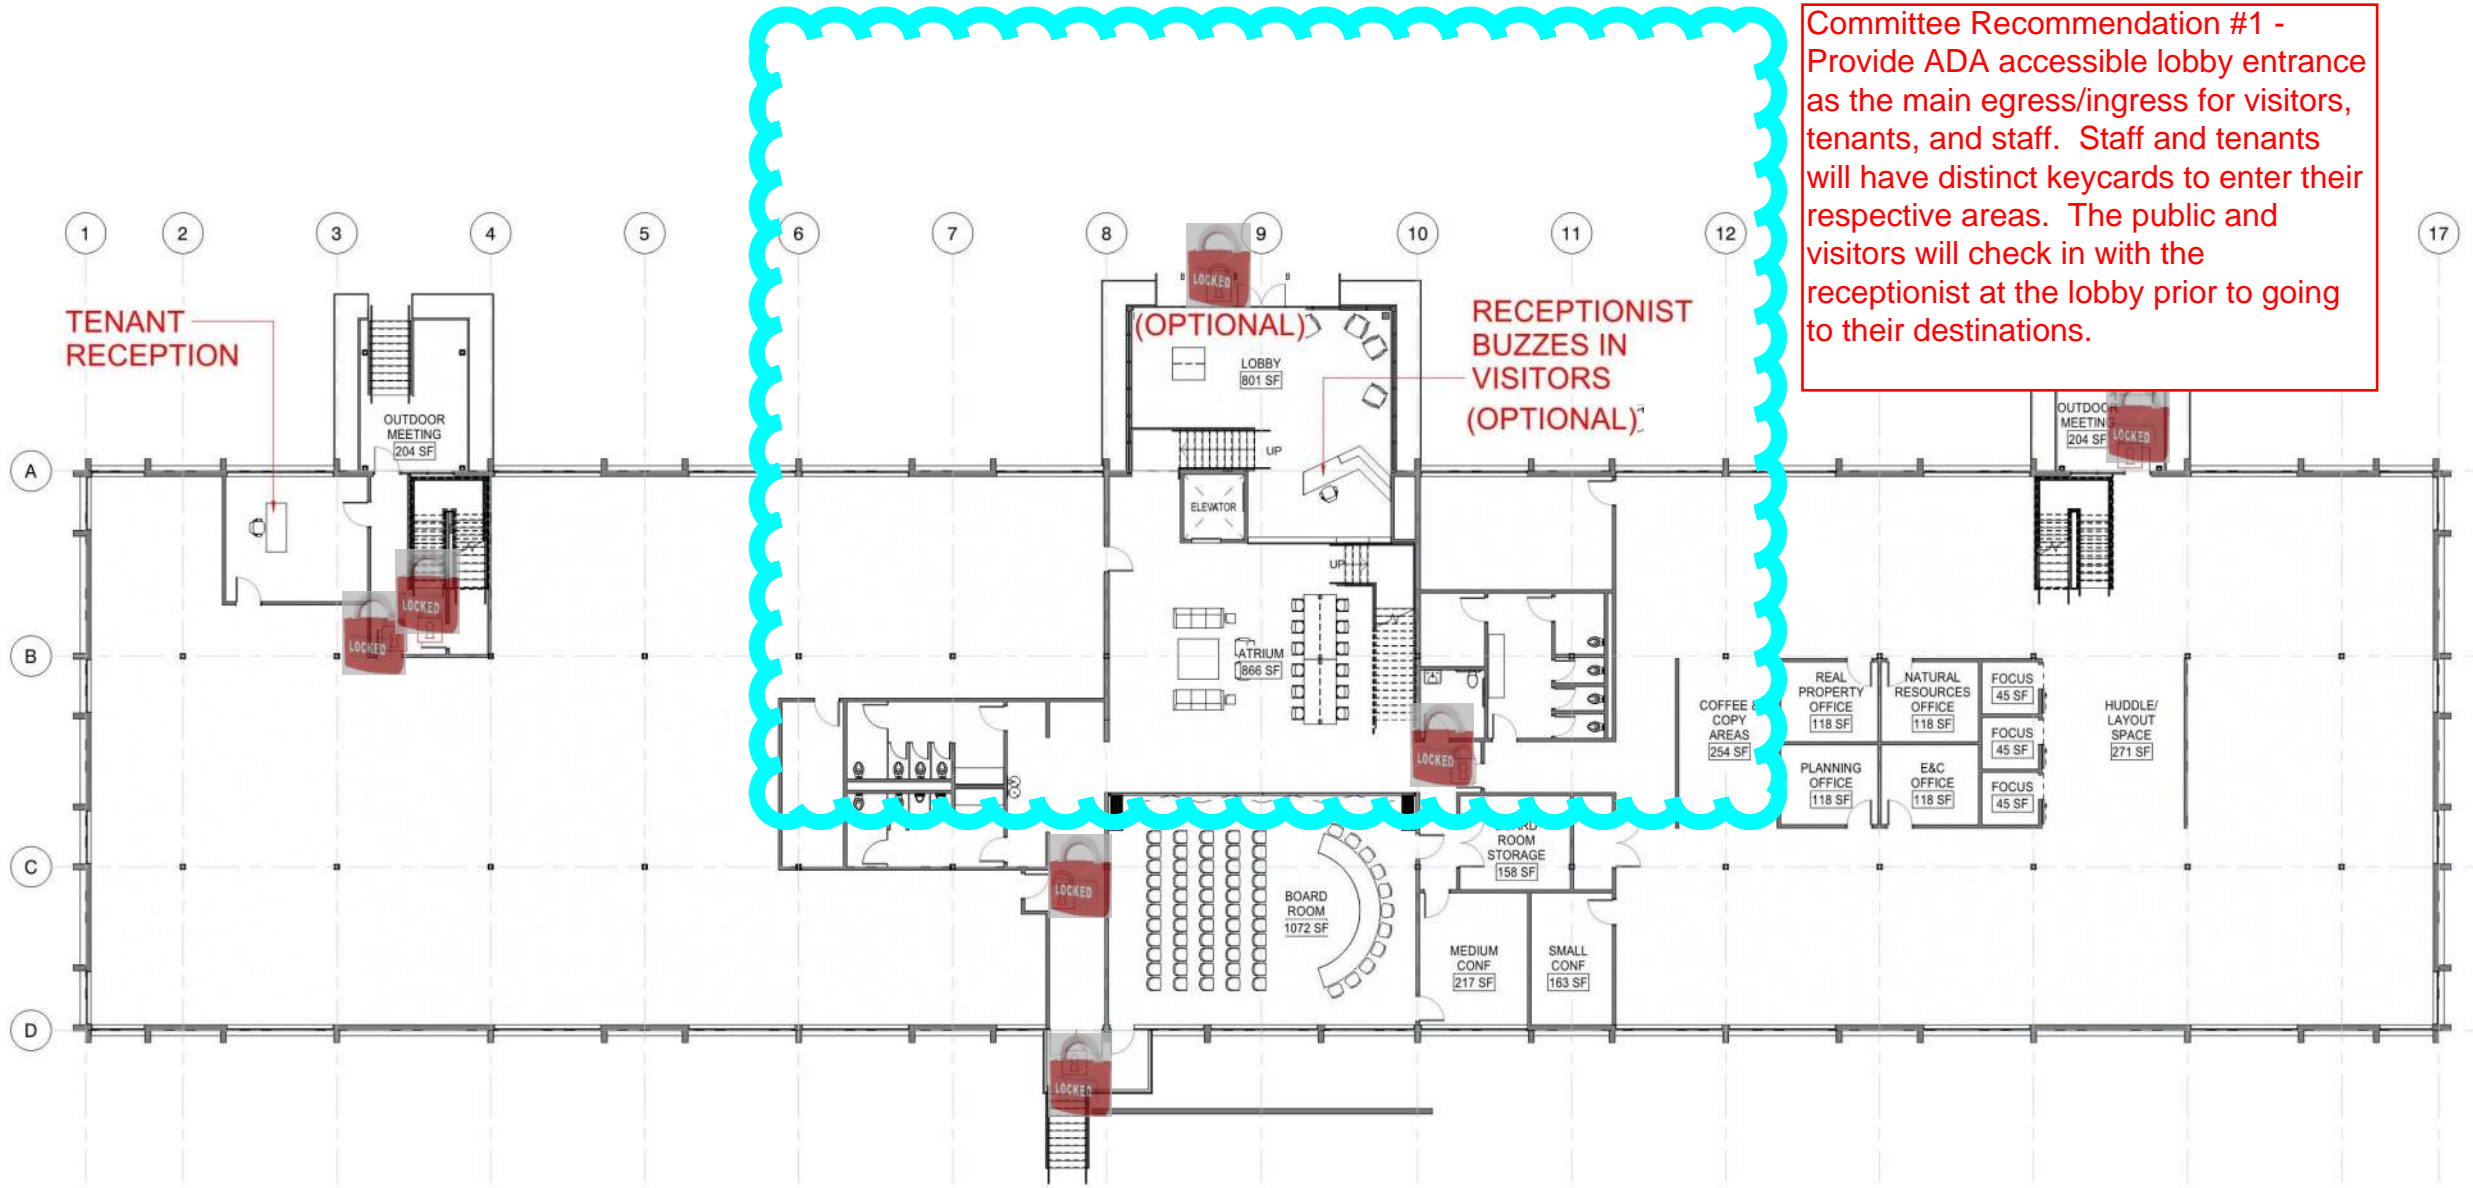 Committee Recommendation #1 -
Provide ADA accessible lobby entrance
as the main egress/ingress for visitors,
tenants, and staff.  Staff and tenants
will have distinct keycards to enter their
respective areas.  The public and
visitors will check in with the
receptionist at the lobby prior to going
to their destinations.
1
2
3
4
5
6
7
8
9
10
11
12
17
LOCKED
TENANT
RECEPTION
(OPTIONAL)
RECEPTIONIST
BUZZES IN
VISITORS
(OPTIONAL)
LOBBY
801 SF
OUTDOOR
MEETING
204 SF
OUTDOOR
MEETING
204 SF
LOCKED
UP
A
ELEVATOR
UP
LOCKED
LOCKED
B
ATRIUM
866 SF
COFFEE &
COPY
AREAS
254 SF
REAL
PROPERTY
OFFICE
118 SF
NATURAL
RESOURCES
OFFICE
118 SF
FOCUS
45 SF
FOCUS
45 SF
FOCUS
45 SF
HUDDLE/
LAYOUT
SPACE
271 SF
LOCKED
PLANNING
OFFICE
118 SF
E&C
OFFICE
118 SF
BOARD
ROOM
STORAGE
158 SF
C
LOCKED
BOARD
ROOM
1072 SF
MEDIUM
CONF
217 SF
SMALL
CONF
163 SF
D
LOCKED